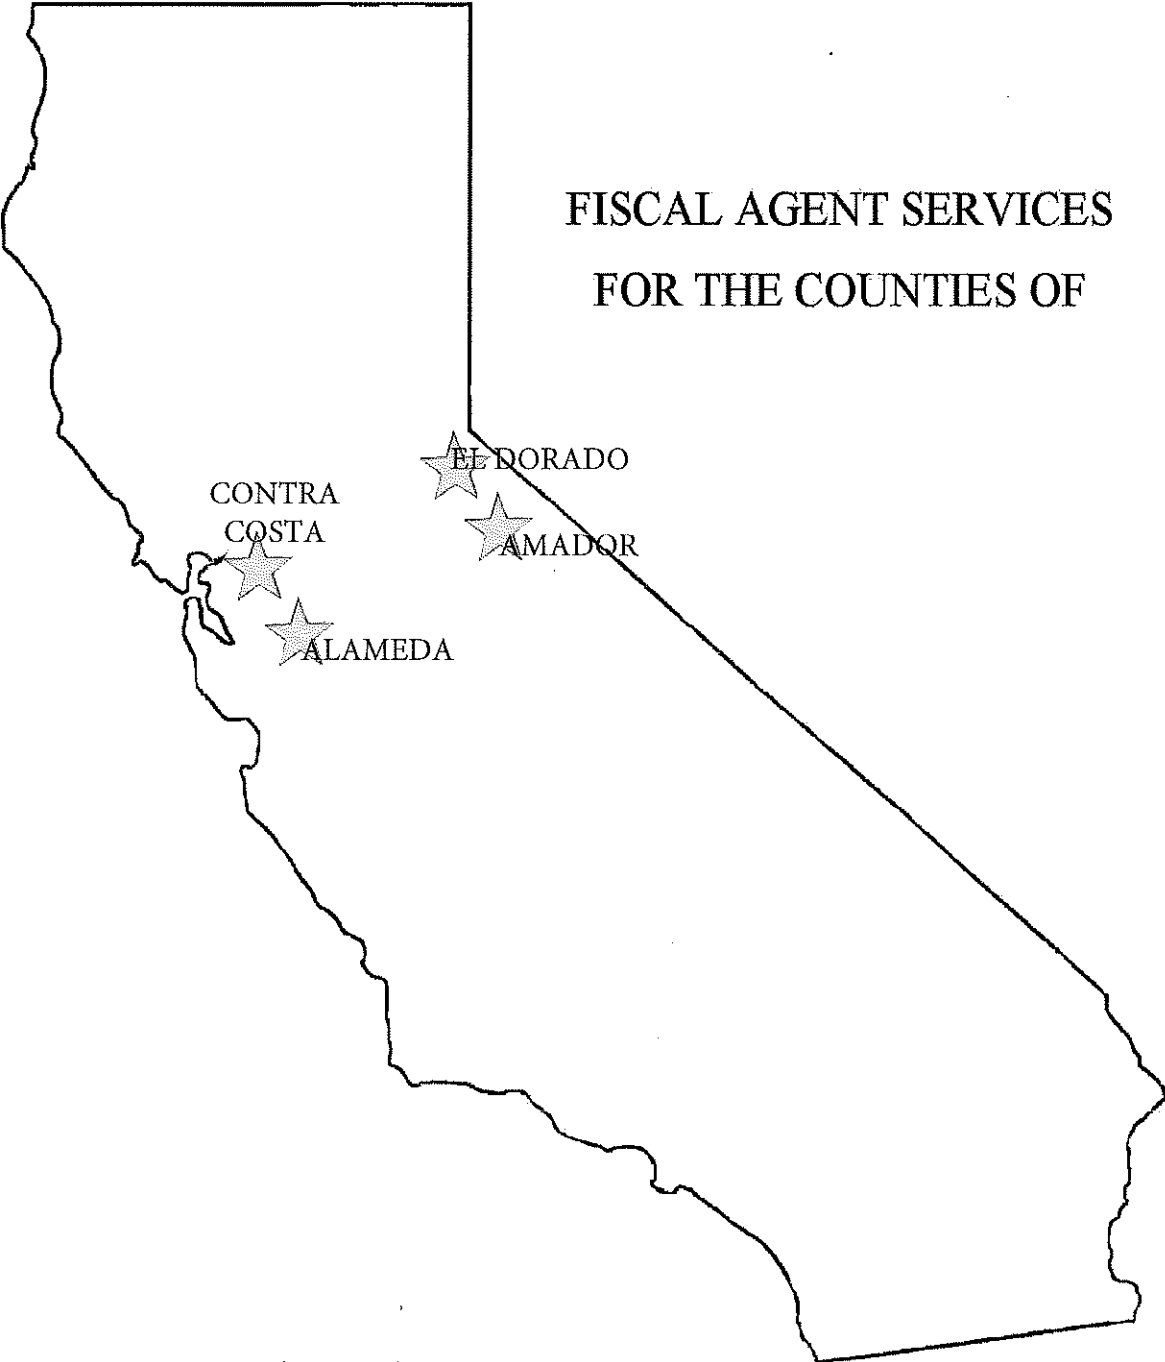 FISCAL AGENT SERVICES
FOR THE COUNTIES OF
EL DORADO
CONTRA
COSTA
AMADOR
ALAMEDA